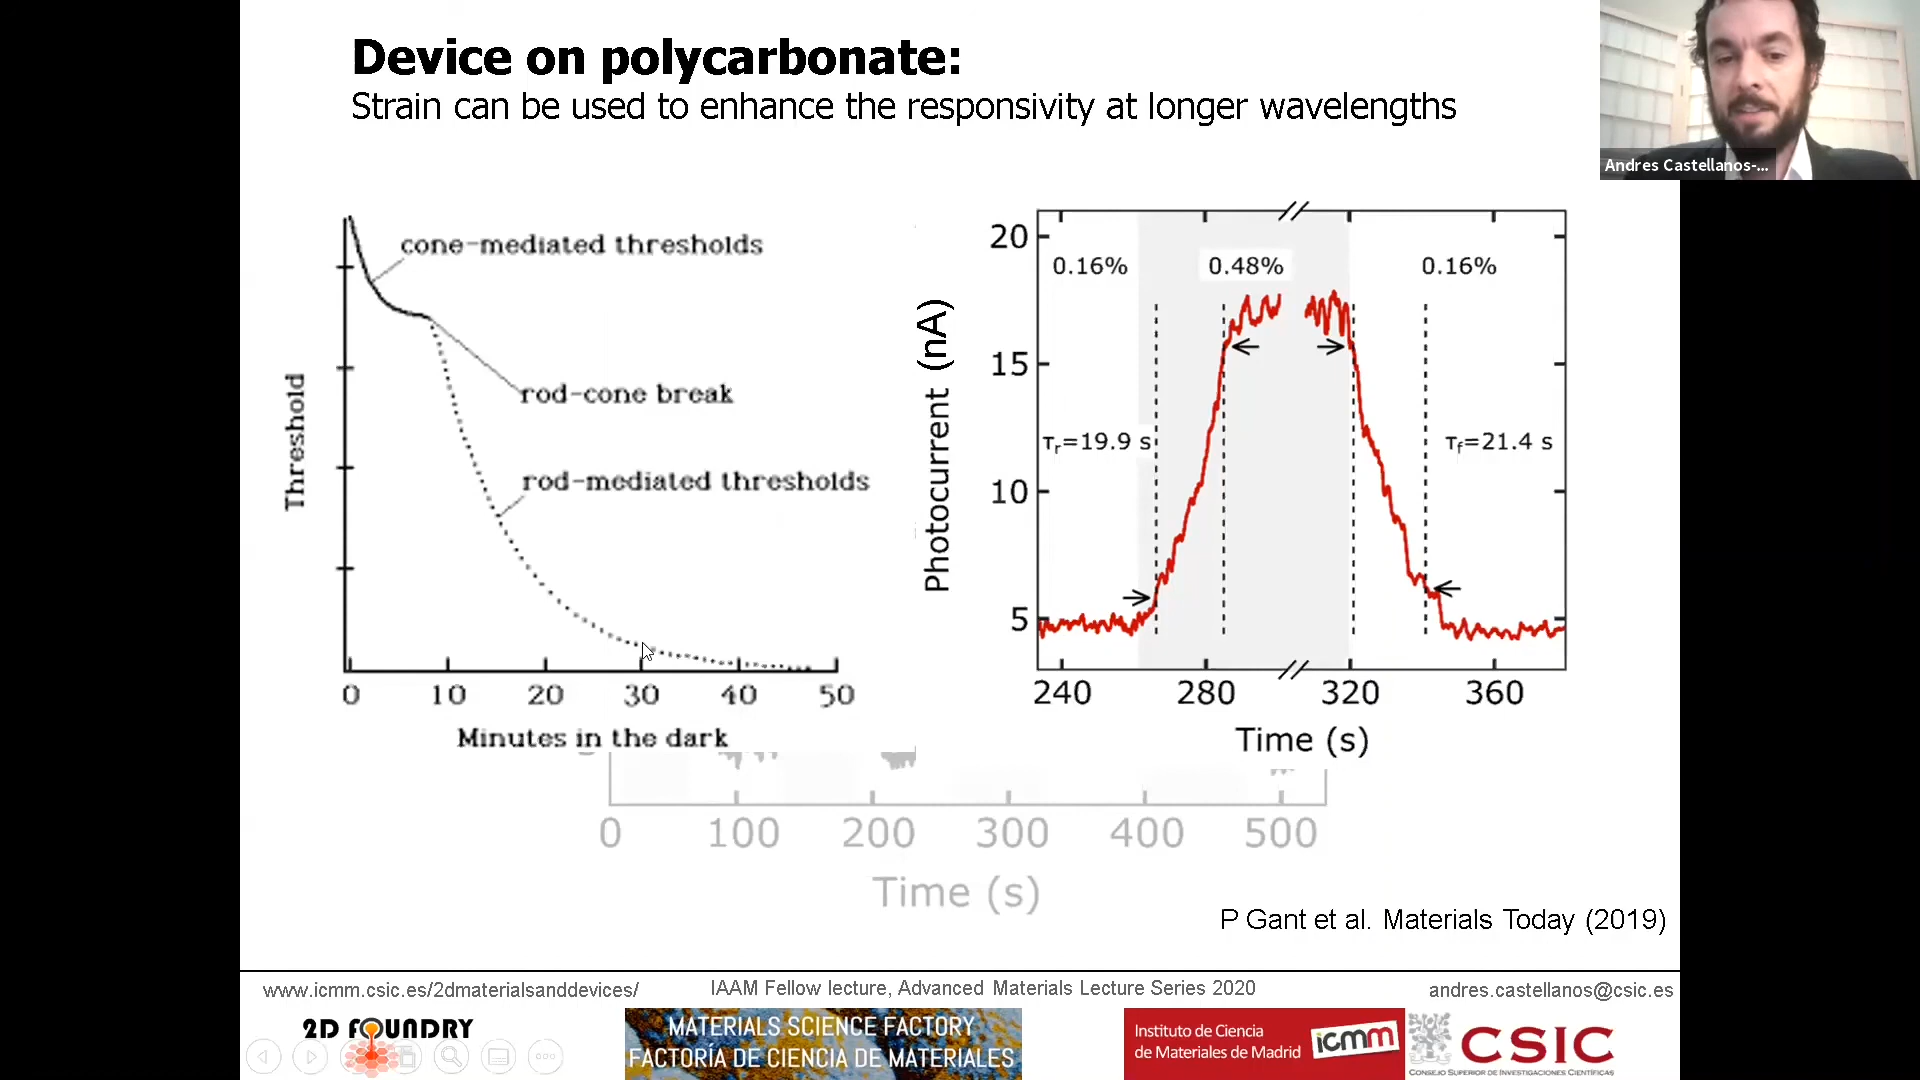 Device on polycarbonate:
Strain can be used to enhance the responsivity at longer wavelengths
Andres Castellanos-...
cone-mediated thresholds
rod-cone break
rod-mediated thresholds
Threshold
0 10 20 30 40 50
Minutes in the dark
20
15
10
5
Photocurrent (nA)
0.16% 0.48% 0.16%
τr=19.9 s
τf=21.4 s
240 280 320 360
Time (s)
0 100 200 300 400 500
Time (s)
P Gant et al. Materials Today (2019)
www.icmm.csic.es/2dmaterialsanddevices/
IAAM Fellow lecture, Advanced Materials Lecture Series 2020
andres.castellanos@csic.es
2D FOUNDRY
MATERIALS SCIENCE FACTORY
FACTORÍA DE CIENCIA DE MATERIALES
Instituto de Ciencia
de Materiales de Madrid
icmm
CSIC
CONSEJO SUPERIOR DE INVESTIGACIONES CIENTÍFICAS